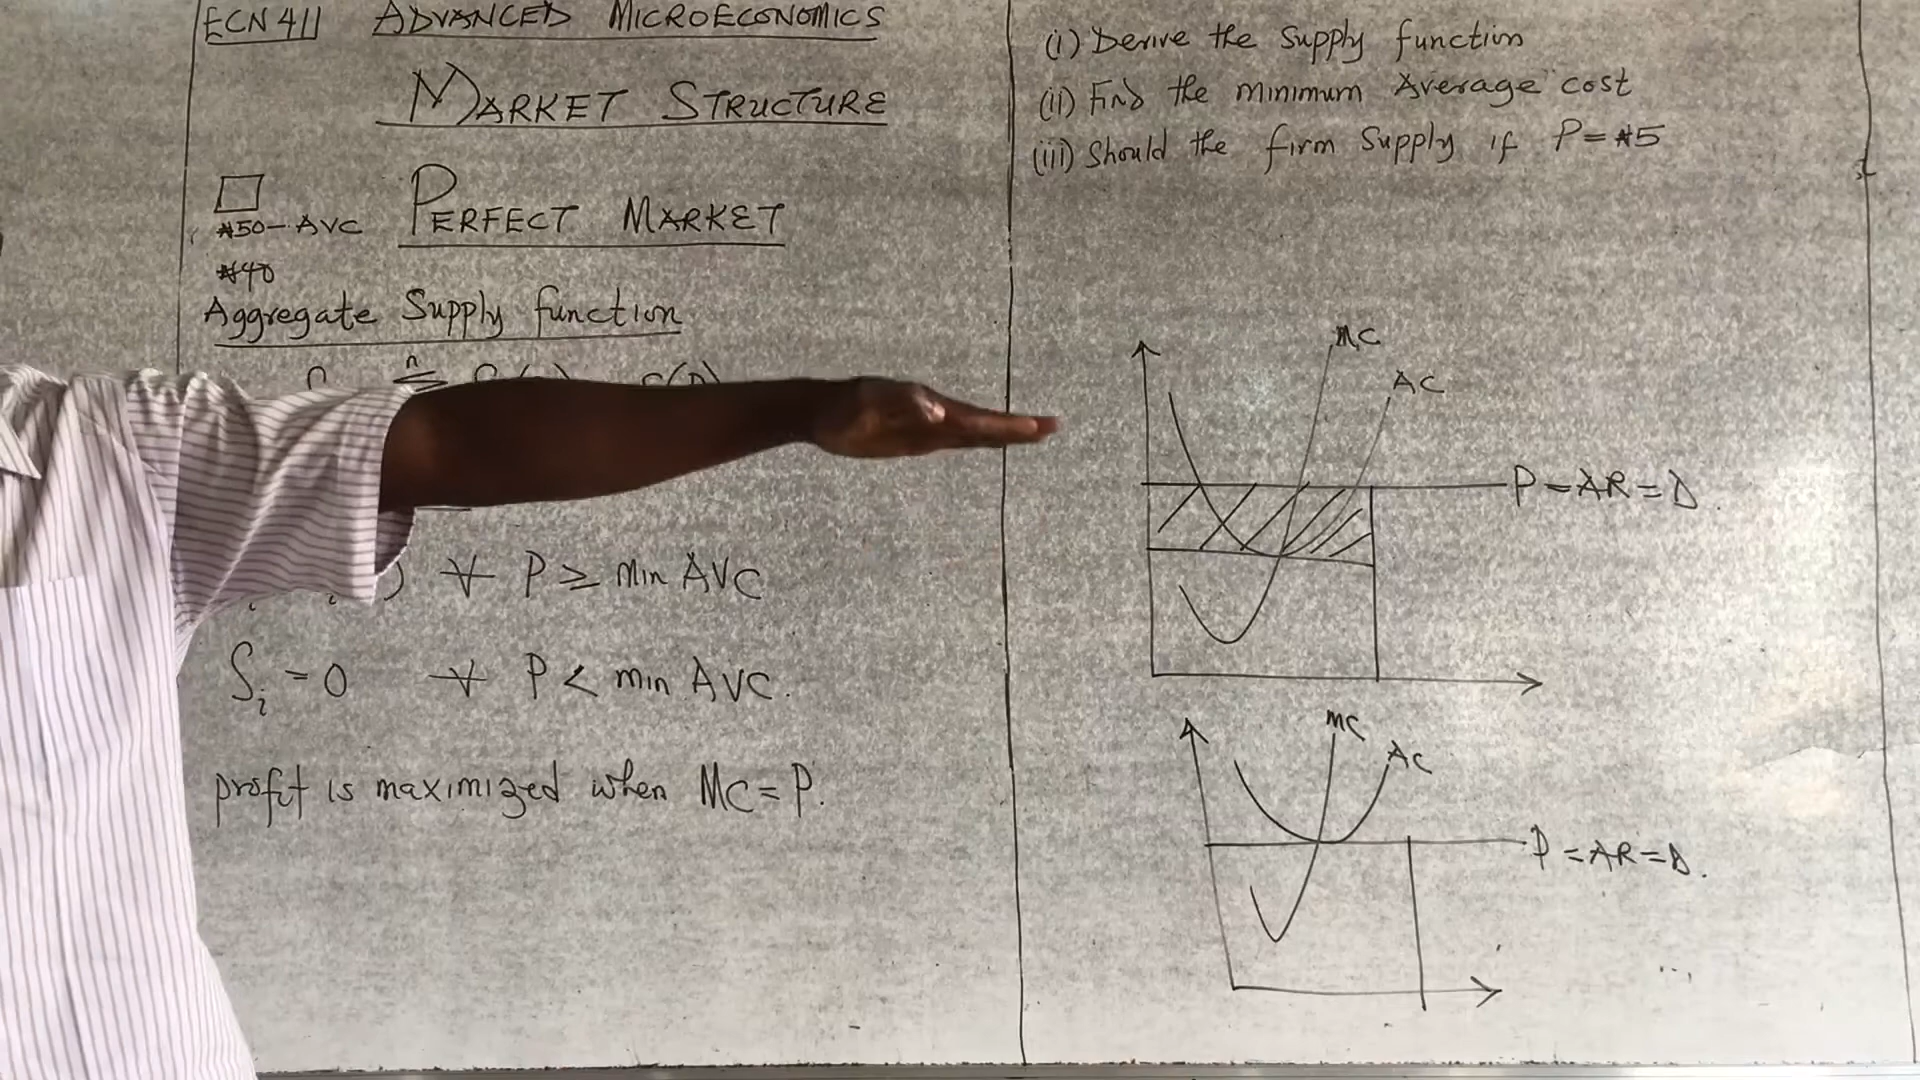 ECN 411 ADVANCED MICROECONOMICS
MARKET STRUCTURE
PERFECT MARKET
₦50 - AVC
₦40
Aggregate Supply function
n
∀ P ≥ min AVC
S_i = 0 ∀ P < min AVC.
profit is maximized when MC = P.
(i) Derive the supply function
(ii) Find the minimum Average cost
(iii) Should the firm supply if P = ₦5
MC
AC
P = AR = D.
MC
AC
P = AR = D.